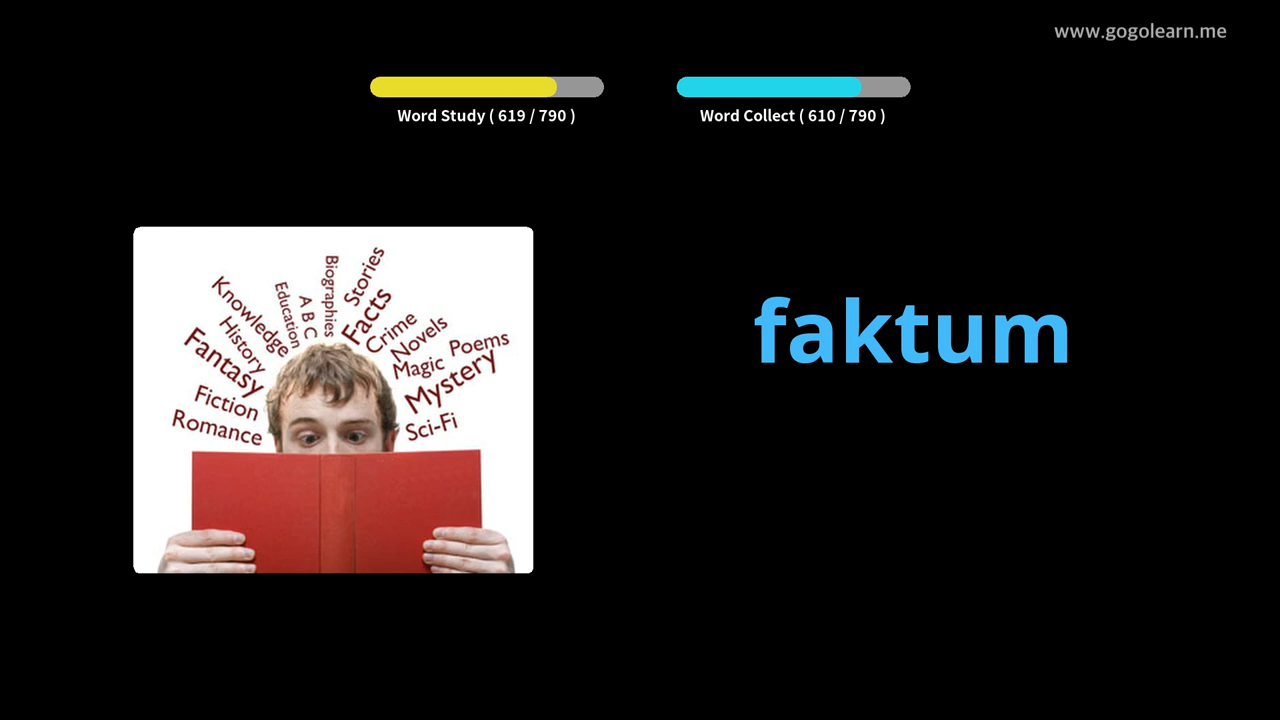 www.gogolearn.me
Word Study ( 619 / 790 )
Word Collect ( 610 / 790 )
faktum
Biographies
Stories
Education
A B C
Facts
Knowledge
Crime
History
Novels
Fantasy
Magic
Poems
Mystery
Fiction
Romance
Sci-Fi